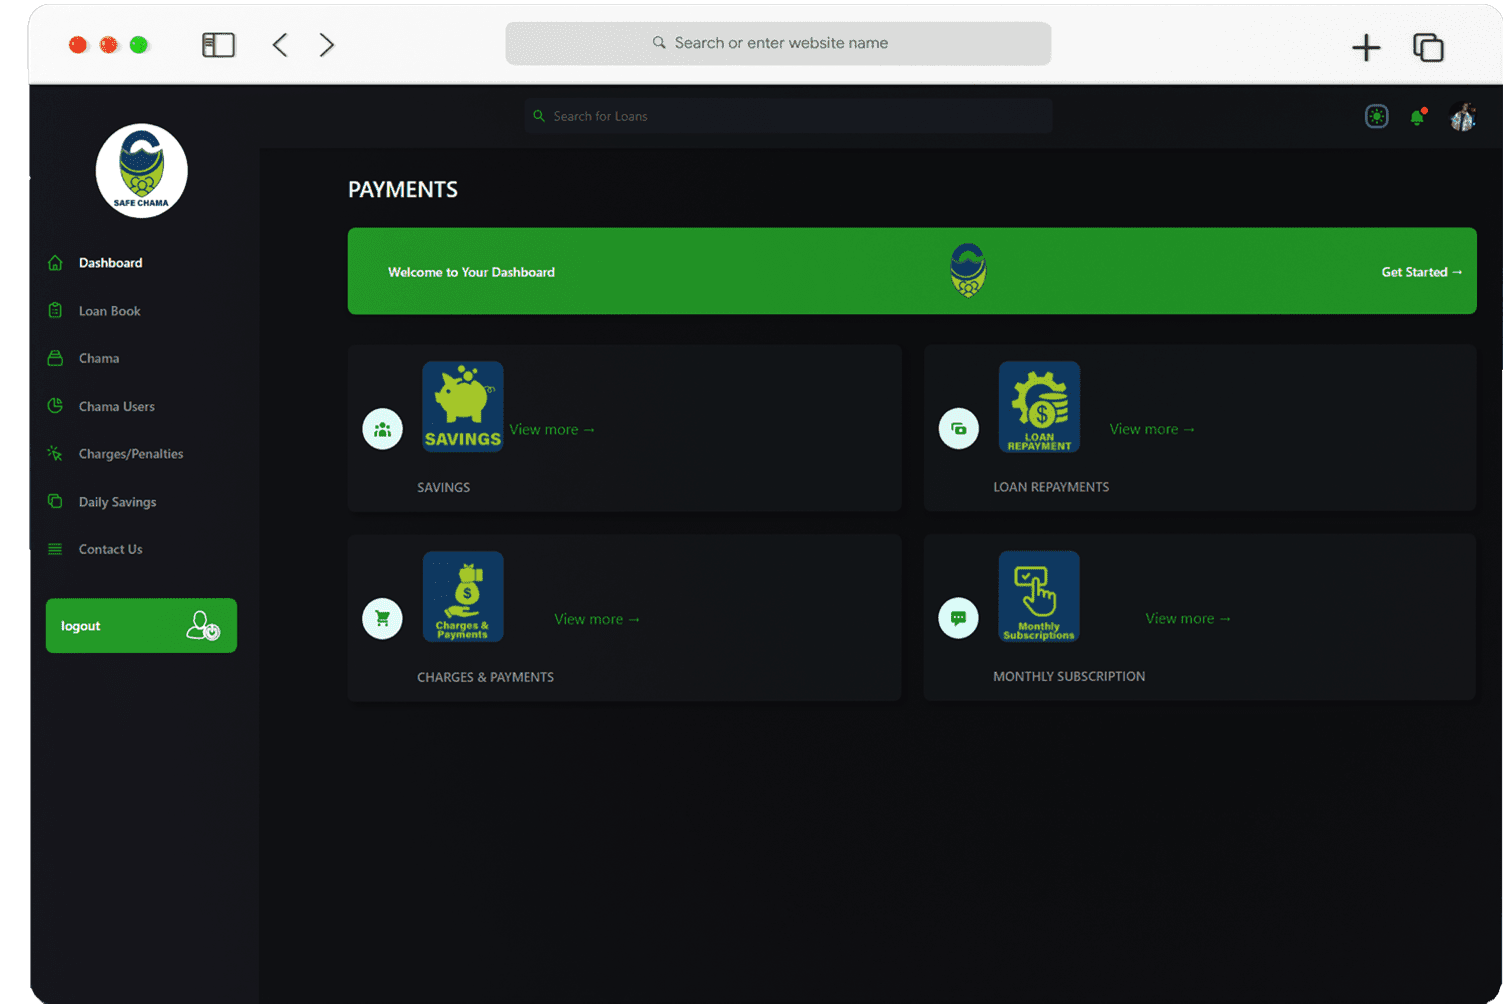 Search or enter website name
Search for Loans
SAFE CHAMA
Dashboard
Loan Book
Chama
Chama Users
Charges/Penalties
Daily Savings
Contact Us
logout
PAYMENTS
Welcome to Your Dashboard
Get Started →
SAVINGS
View more →
SAVINGS
LOAN
REPAYMENT
View more →
LOAN REPAYMENTS
Charges &
Payments
View more →
CHARGES & PAYMENTS
Monthly
Subscriptions
View more →
MONTHLY SUBSCRIPTION